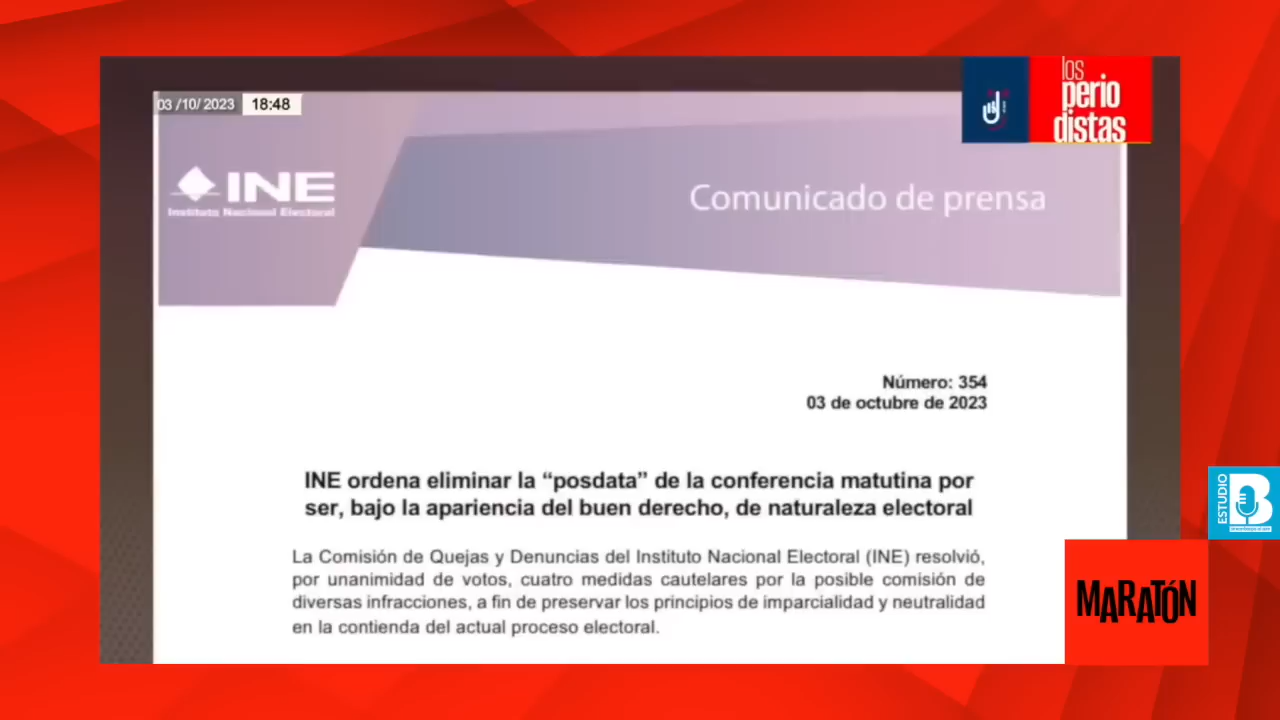 03 /10/ 2023 18:48
los
perio
distas
INE
Instituto Nacional Electoral
Comunicado de prensa
Número: 354
03 de octubre de 2023
INE ordena eliminar la “posdata” de la conferencia matutina por
ser, bajo la apariencia del buen derecho, de naturaleza electoral
La Comisión de Quejas y Denuncias del Instituto Nacional Electoral (INE) resolvió,
por unanimidad de votos, cuatro medidas cautelares por la posible comisión de
diversas infracciones, a fin de preservar los principios de imparcialidad y neutralidad
en la contienda del actual proceso electoral.
ESTUDIO
B
MARATÓN